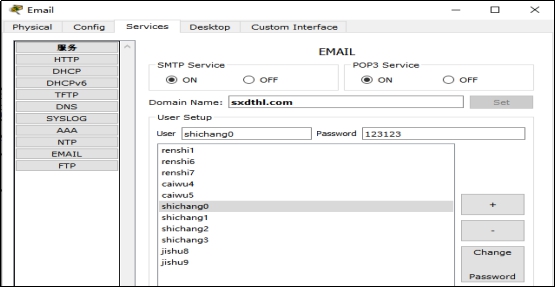 Email
Physical Config Services Desktop Custom Interface
服务
HTTP
DHCP
DHCPv6
TFTP
DNS
SYSLOG
AAA
NTP
EMAIL
FTP
EMAIL
SMTP Service
ON OFF
POP3 Service
ON OFF
Domain Name: sxdthl.com Set
User Setup
User shichang0 Password 123123
renshi1
renshi6
renshi7
caiwu4
caiwu5
shichang0
shichang1
shichang2
shichang3
jishu8
jishu9
+
-
Change
Password